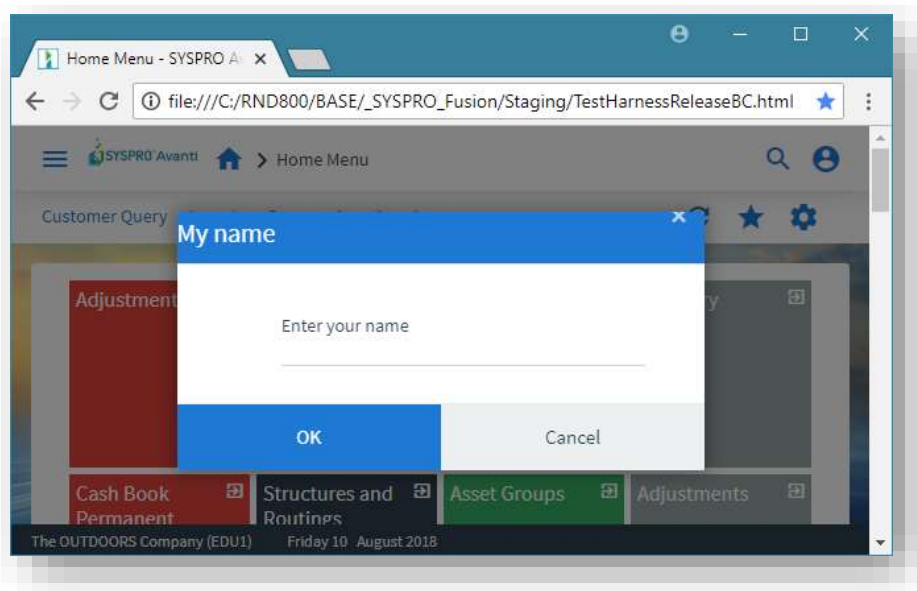 Home Menu - SYSPRO A
file:///C:/RND800/BASE/_SYSPRO_Fusion/Staging/TestHarnessReleaseBC.html
SYSPRO Avanti
Home Menu
Customer Query
My name
Adjustment
Enter your name
OK
Cancel
Cash Book
Permanent
Structures and
Routings
Asset Groups
Adjustments
The OUTDOORS Company (EDU1) Friday 10 August 2018